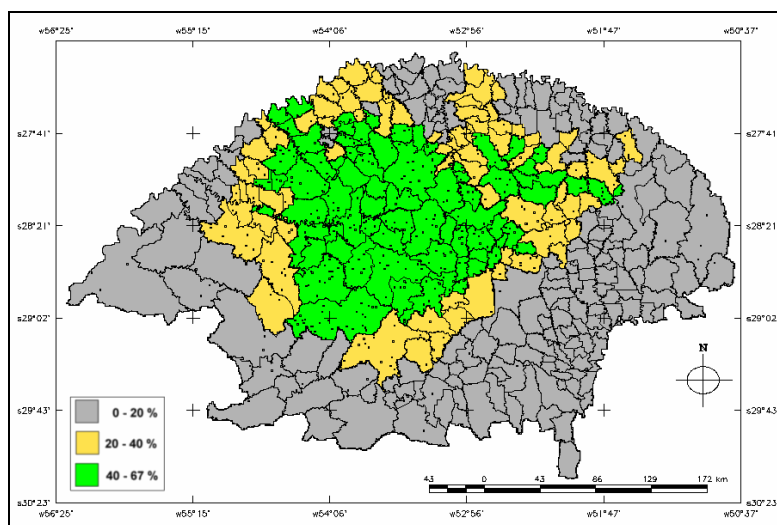 w56°25' w55°15' w54°06' w52°56' w51°47' w50°37'
s27°41' s27°41'
s28°21' s28°21'
s29°02' s29°02'
N
s29°43' s29°43'
0 - 20 %
20 - 40 %
40 - 67 %
43 0 43 86 129 172 km
s30°23' s30°23'
w56°25' w55°15' w54°06' w52°56' w51°47' w50°37'